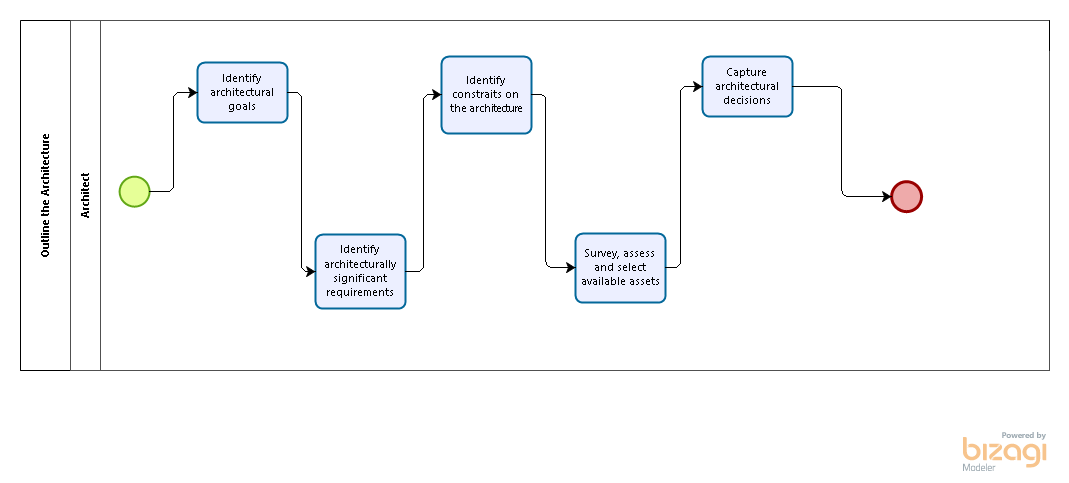 Outline the Architecture
Architect
Identify
architectural
goals
Identify
architecturally
significant
requirements
Identify
constraits on
the architecture
Survey, assess
and select
available assets
Capture
architectural
decisions
Powered by
bizagi
Modeler